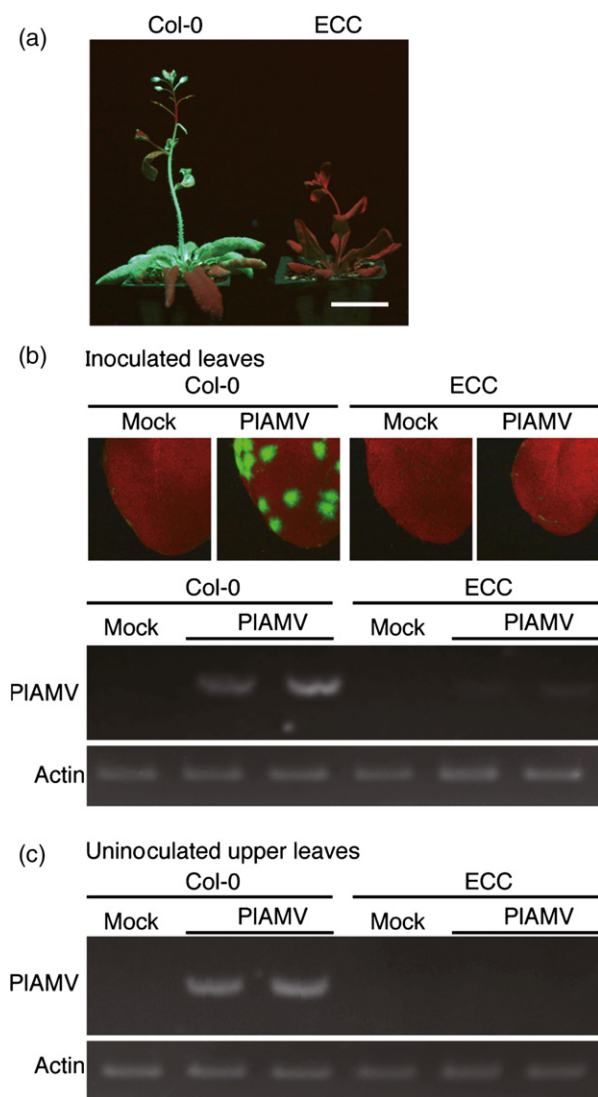 (a)
Col-0 ECC
(b) Inoculated leaves
Col-0 ECC
Mock PlAMV Mock PlAMV
Col-0 ECC
Mock PlAMV Mock PlAMV
PlAMV
Actin
(c) Uninoculated upper leaves
Col-0 ECC
Mock PlAMV Mock PlAMV
PlAMV
Actin